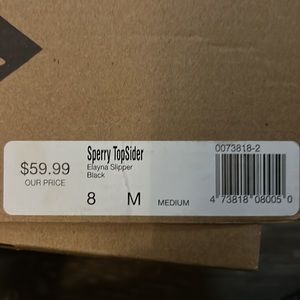 Sperry TopSider
Elayna Slipper
Black
0073818-2
$59.99
OUR PRICE
8 M MEDIUM
4 73818 08005 0